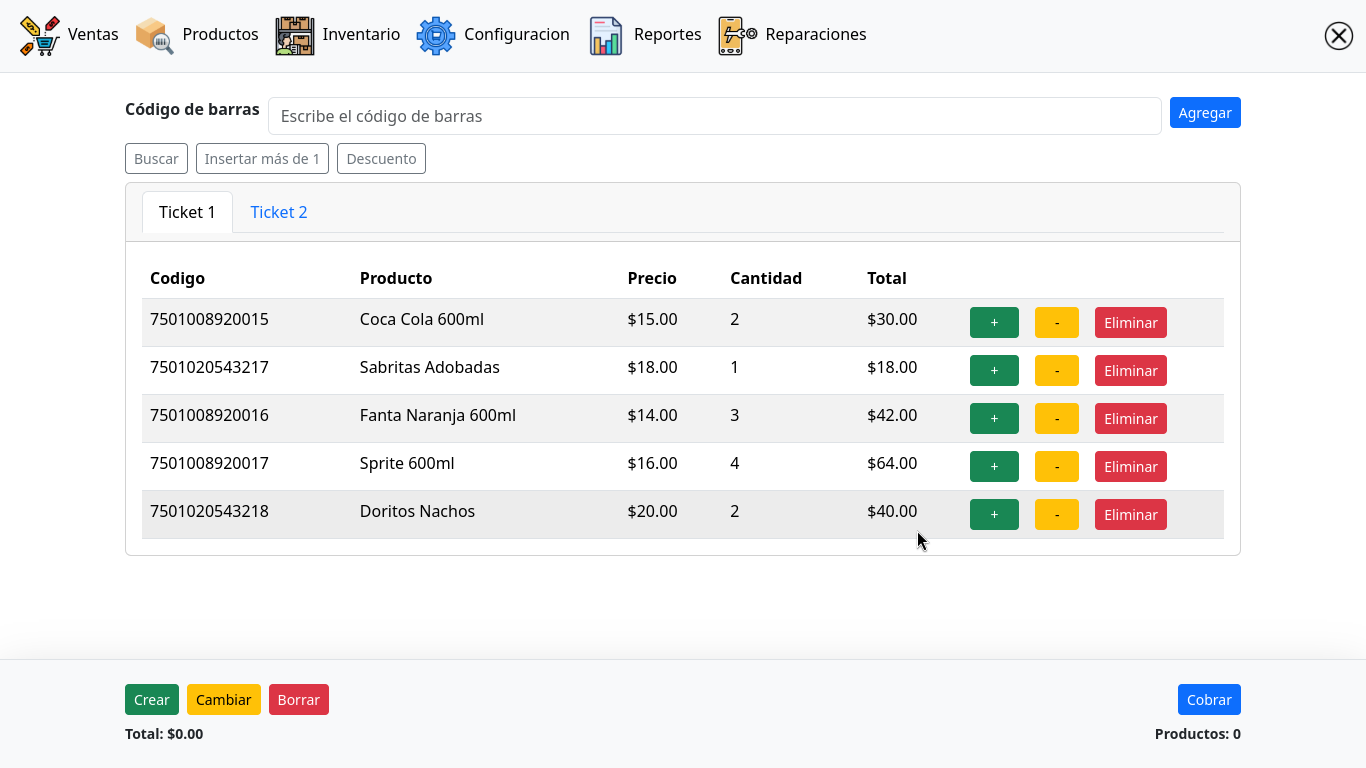 Ventas Productos Inventario Configuracion Reportes Reparaciones
Código de barras Escribe el código de barras Agregar
Buscar Insertar más de 1 Descuento
Ticket 1 Ticket 2
Codigo Producto Precio Cantidad Total
7501008920015 Coca Cola 600ml $15.00 2 $30.00 + - Eliminar
7501020543217 Sabritas Adobadas $18.00 1 $18.00 + - Eliminar
7501008920016 Fanta Naranja 600ml $14.00 3 $42.00 + - Eliminar
7501008920017 Sprite 600ml $16.00 4 $64.00 + - Eliminar
7501020543218 Doritos Nachos $20.00 2 $40.00 + - Eliminar
Crear Cambiar Borrar Cobrar
Total: $0.00 Productos: 0